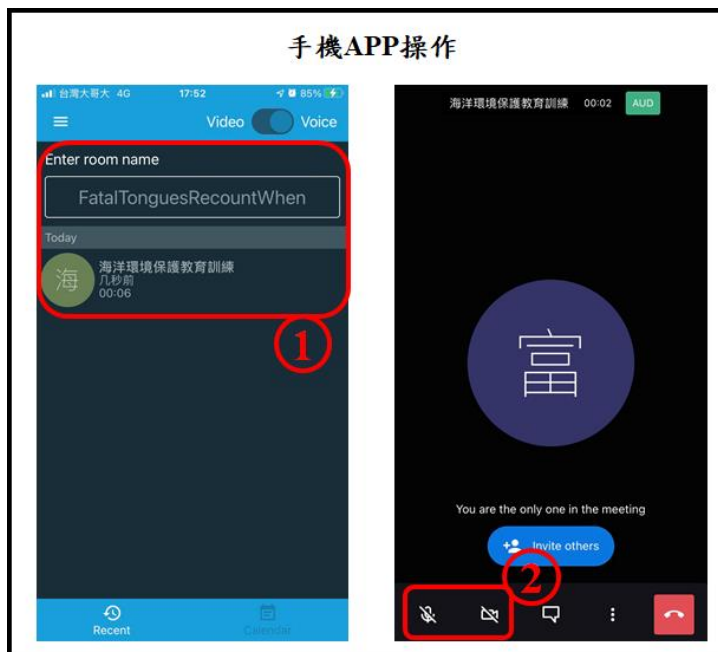 手機APP操作
台灣大哥大 4G 17:52 85%
Video Voice
Enter room name
FatalTonguesRecountWhen
Today
海
海洋環境保護教育訓練
几秒前
00:06
1
Recent
Calendar
海洋環境保護教育訓練 00:02 AUD
富
You are the only one in the meeting
Invite others
2